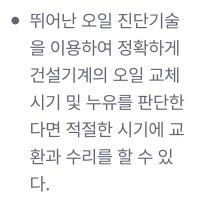 • 뛰어난 오일 진단기술
을 이용하여 정확하게
건설기계의 오일 교체
시기 및 누유를 판단한
다면 적절한 시기에 교
환과 수리를 할 수 있
다.